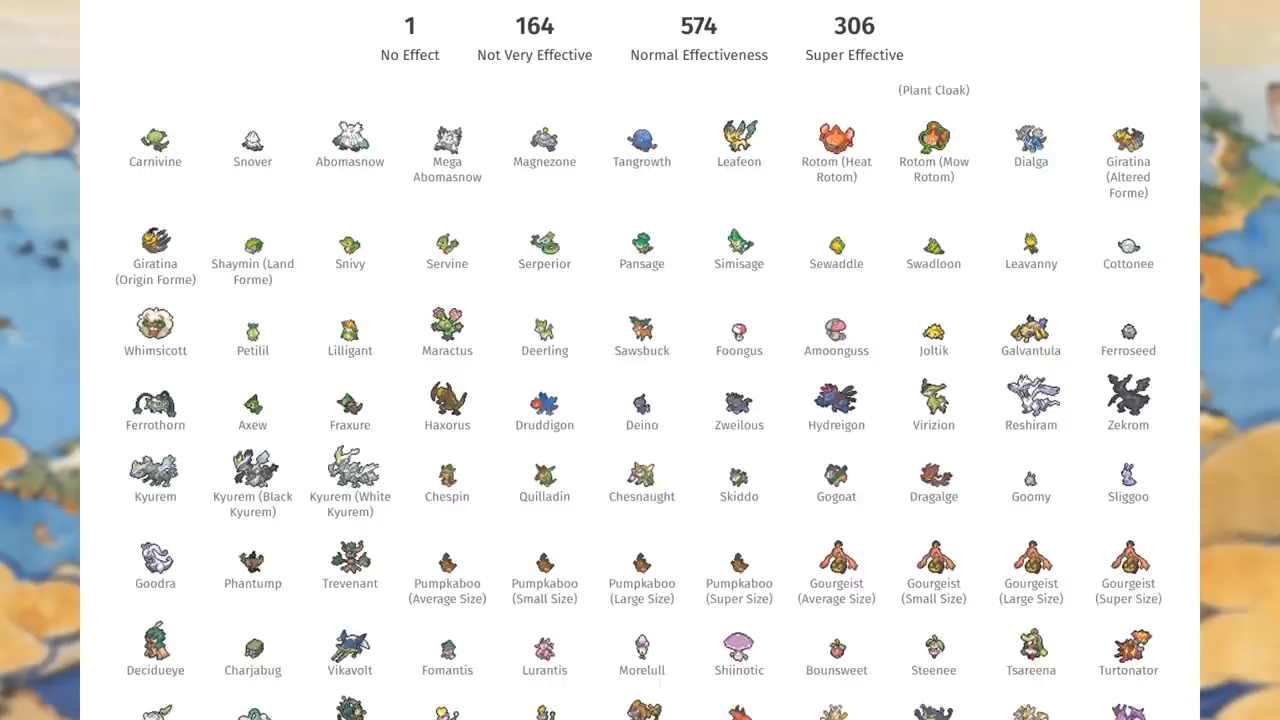 1 164 574 306
No Effect Not Very Effective Normal Effectiveness Super Effective
(Plant Cloak)
Carnivine Snover Abomasnow Mega Magnezone Tangrowth Leafeon Rotom (Heat Rotom (Mow Dialga Giratina
Abomasnow Rotom) Rotom) (Altered
Forme)
Giratina Shaymin (Land Snivy Servine Serperior Pansage Simisage Sewaddle Swadloon Leavanny Cottonee
(Origin Forme) Forme)
Whimsicott Petilil Lilligant Maractus Deerling Sawsbuck Foongus Amoonguss Joltik Galvantula Ferroseed
Ferrothorn Axew Fraxure Haxorus Druddigon Deino Zweilous Hydreigon Virizion Reshiram Zekrom
Kyurem Kyurem (Black Kyurem (White Chespin Quilladin Chesnaught Skiddo Gogoat Dragalge Goomy Sliggoo
Kyurem) Kyurem)
Goodra Phantump Trevenant Pumpkaboo Pumpkaboo Pumpkaboo Pumpkaboo Gourgeist Gourgeist Gourgeist Gourgeist
(Average Size) (Small Size) (Large Size) (Super Size) (Average Size) (Small Size) (Large Size) (Super Size)
Decidueye Charjabug Vikavolt Fomantis Lurantis Morelull Shiinotic Bounsweet Steenee Tsareena Turtonator